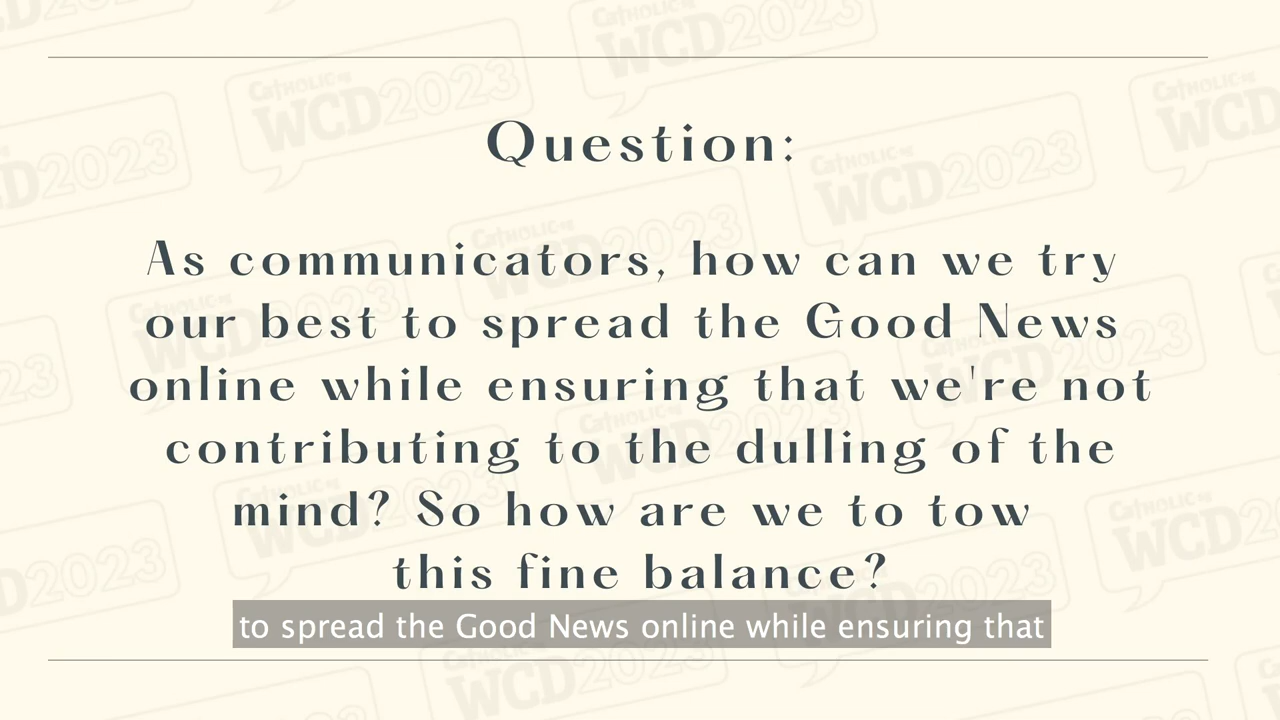 Question:
As communicators, how can we try
our best to spread the Good News
online while ensuring that we're not
contributing to the dulling of the
mind? So how are we to tow
this fine balance?
to spread the Good News online while ensuring that